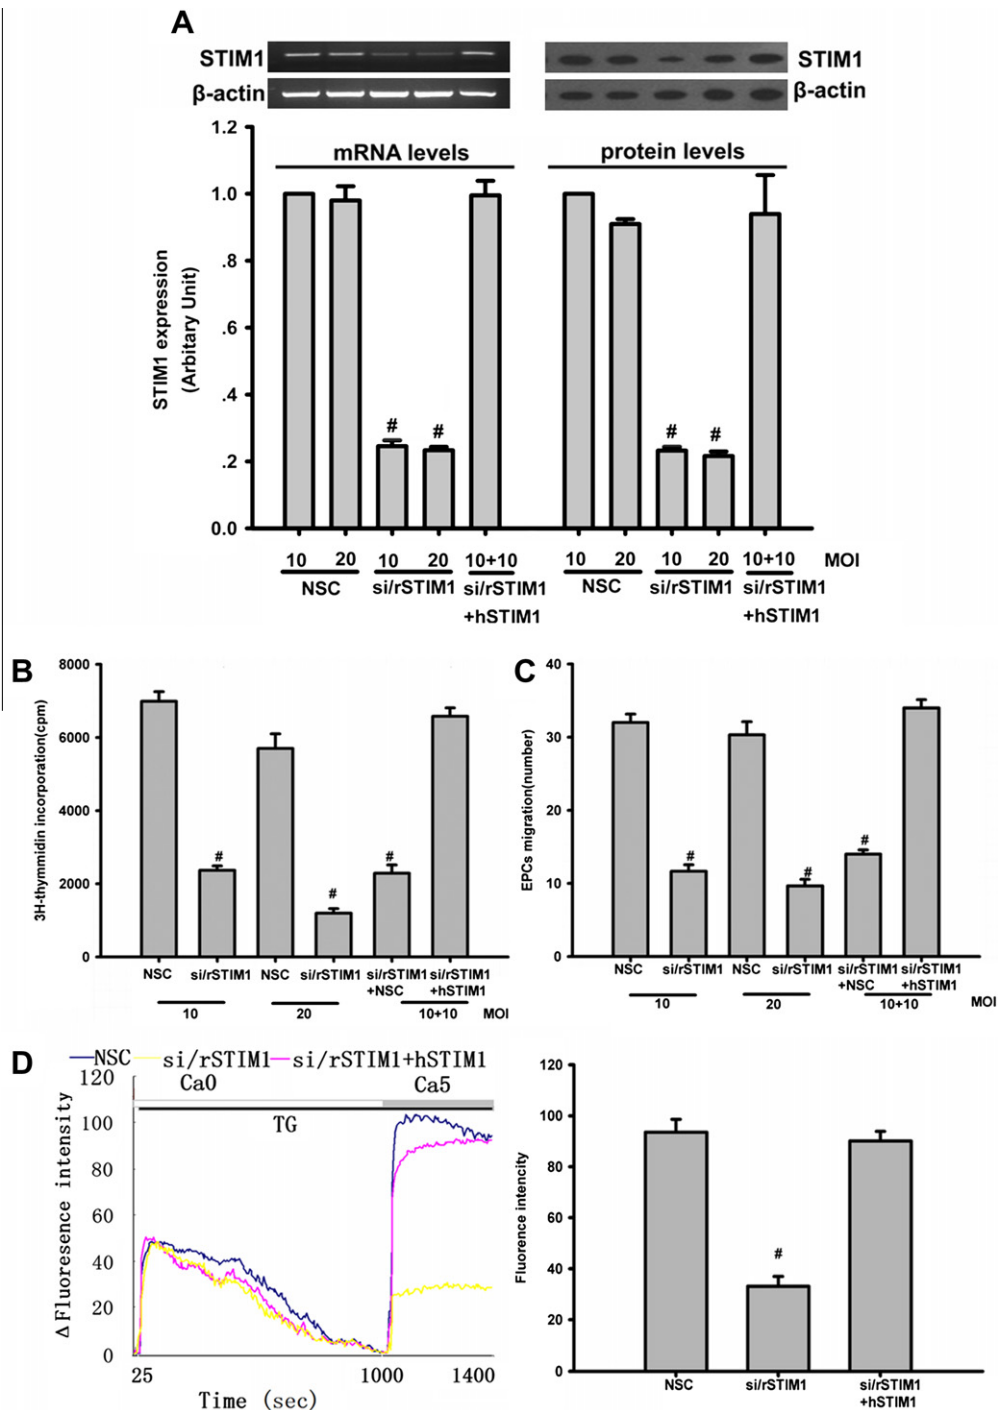 A
STIM1
β-actin
STIM1
β-actin
mRNA levels
protein levels
STIM1 expression
(Arbitary Unit)
1.2
1.0
.8
.6
.4
.2
0.0
# # # #
10 20 10 20 10+10 10 20 10 20 10+10 MOI
NSC si/rSTIM1 si/rSTIM1 NSC si/rSTIM1 si/rSTIM1
+hSTIM1 +hSTIM1
B
3H-thymmidin incorporation(cpm)
8000
6000
4000
2000
0
# # #
NSC si/rSTIM1 NSC si/rSTIM1 si/rSTIM1 si/rSTIM1
+NSC +hSTIM1
10 20 10+10 MOI
C
EPCs migration(number)
40
30
20
10
0
# # #
NSC si/rSTIM1 NSC si/rSTIM1 si/rSTIM1 si/rSTIM1
+NSC +hSTIM1
10 20 10+10 MOI
D
NSC si/rSTIM1 si/rSTIM1+hSTIM1
Ca0 Ca5
TG
Δ Fluoresence intensity
120
100
80
60
40
20
0
25 1000 1400
Time (sec)
Fluorence intencity
120
100
80
60
40
20
0
#
NSC si/rSTIM1 si/rSTIM1
+hSTIM1